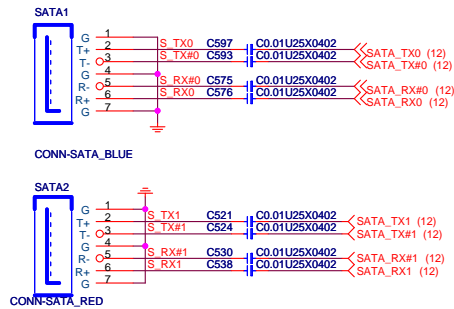 SATA1
G 1
T+ 2 S_TX0 C597 C0.01U25X0402 SATA_TX0 (12)
T- 3 S_TX#0 C593 C0.01U25X0402 SATA_TX#0 (12)
G 4
R- 5 S_RX#0 C575 C0.01U25X0402 SATA_RX#0 (12)
R+ 6 S_RX0 C576 C0.01U25X0402 SATA_RX0 (12)
G 7
CONN-SATA_BLUE
SATA2
G 1
T+ 2 S_TX1 C521 C0.01U25X0402 SATA_TX1 (12)
T- 3 S_TX#1 C524 C0.01U25X0402 SATA_TX#1 (12)
G 4
R- 5 S_RX#1 C530 C0.01U25X0402 SATA_RX#1 (12)
R+ 6 S_RX1 C538 C0.01U25X0402 SATA_RX1 (12)
G 7
CONN-SATA_RED